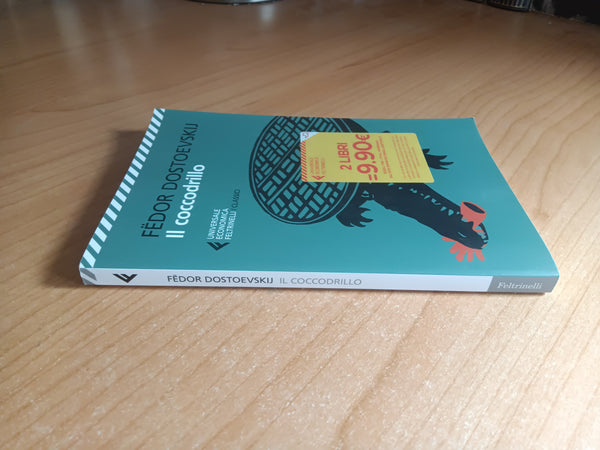 FËDOR DOSTOEVSKIJ
Il coccodrillo
UNIVERSALE
ECONOMICA
FELTRINELLI CLASSICI
2 LIBRI
9.90€
FËDOR DOSTOEVSKIJ IL COCCODRILLO
Feltrinelli